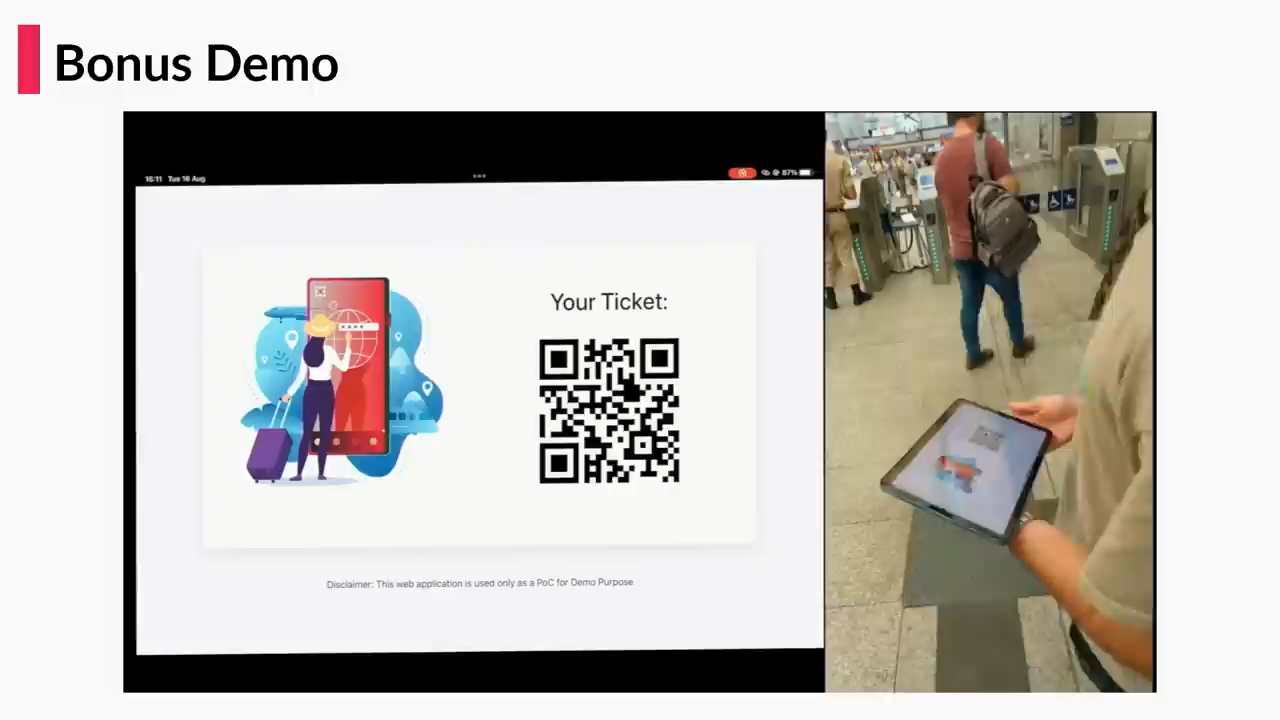 Bonus Demo
16:11 Tue 16 Aug
87%
Your Ticket:
Disclaimer: This web application is used only as a PoC for Demo Purpose